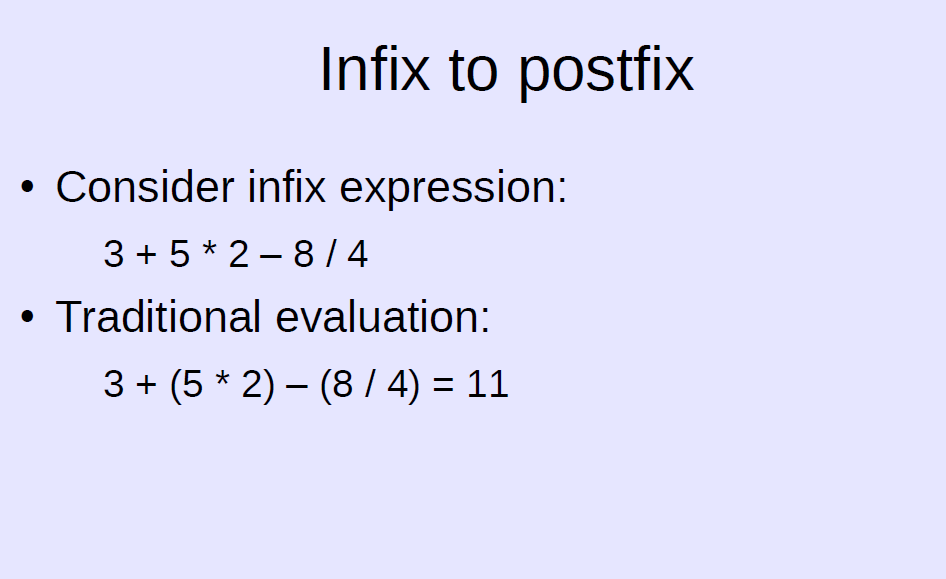 Infix to postfix
• Consider infix expression:
3 + 5 * 2 – 8 / 4
• Traditional evaluation:
3 + (5 * 2) – (8 / 4) = 11